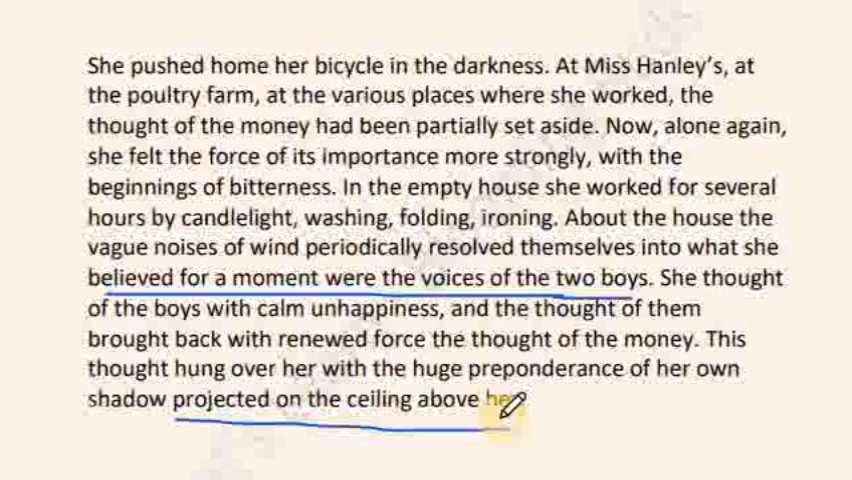 She pushed home her bicycle in the darkness. At Miss Hanley's, at
the poultry farm, at the various places where she worked, the
thought of the money had been partially set aside. Now, alone again,
she felt the force of its importance more strongly, with the
beginnings of bitterness. In the empty house she worked for several
hours by candlelight, washing, folding, ironing. About the house the
vague noises of wind periodically resolved themselves into what she
believed for a moment were the voices of the two boys. She thought
of the boys with calm unhappiness, and the thought of them
brought back with renewed force the thought of the money. This
thought hung over her with the huge preponderance of her own
shadow projected on the ceiling above